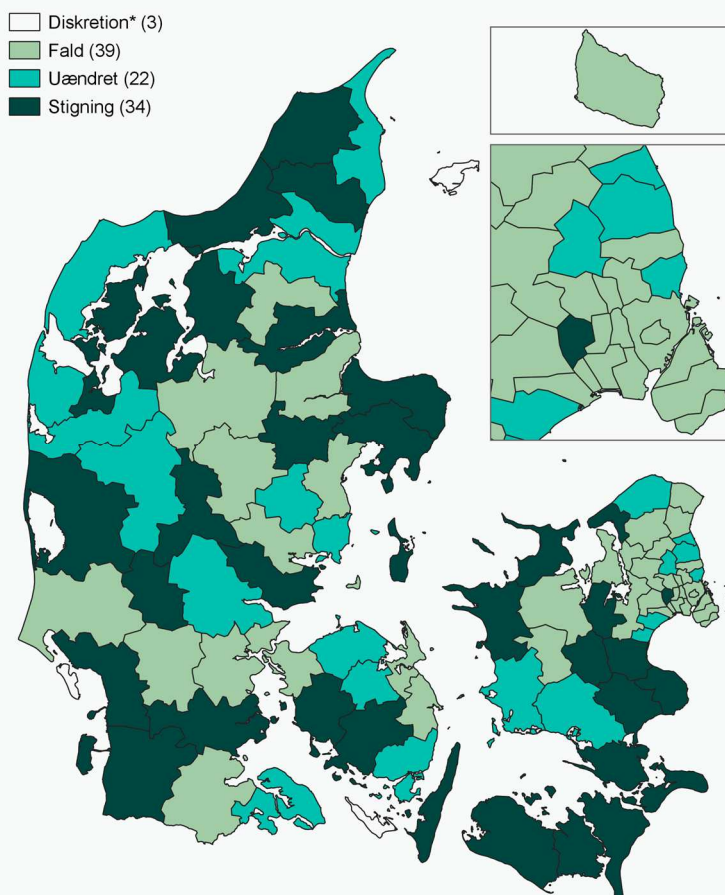 Diskretion* (3)
Fald (39)
Uændret (22)
Stigning (34)